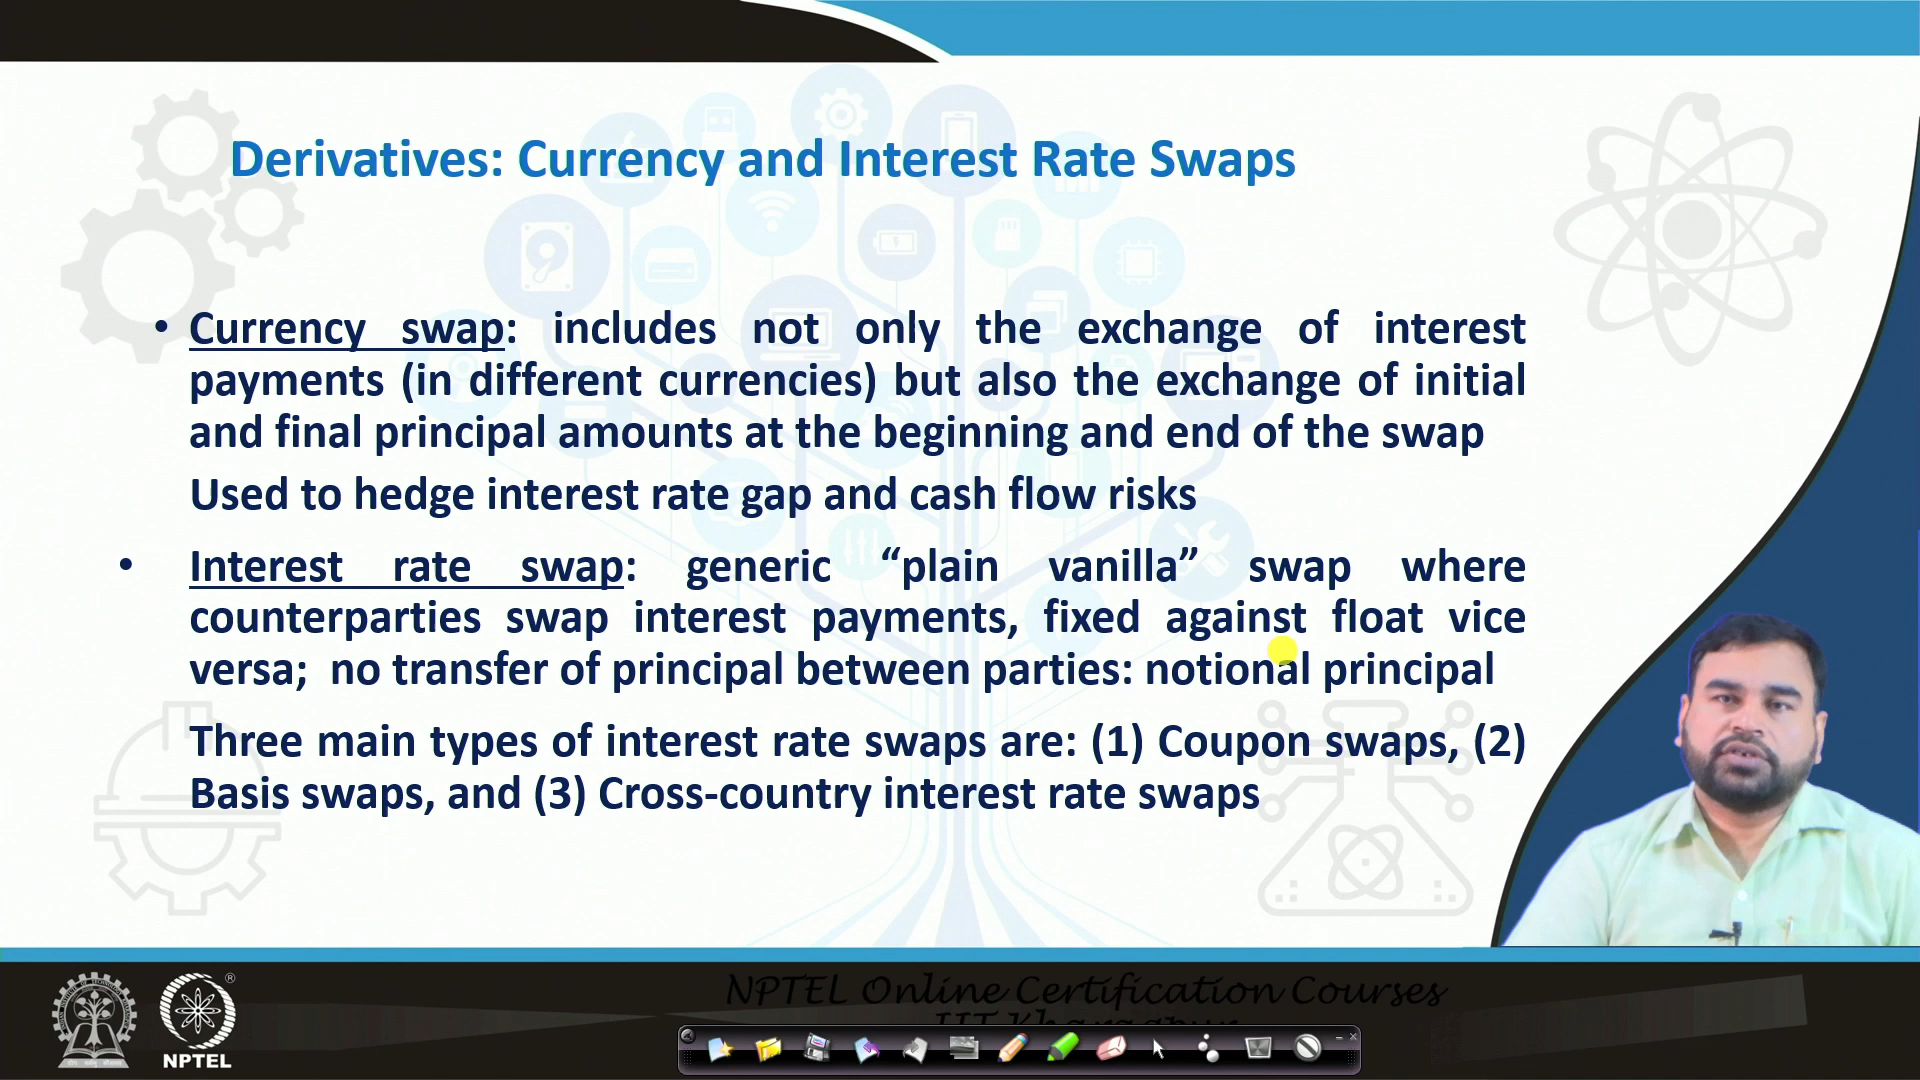 Derivatives: Currency and Interest Rate Swaps
• Currency swap: includes not only the exchange of interest
payments (in different currencies) but also the exchange of initial
and final principal amounts at the beginning and end of the swap
Used to hedge interest rate gap and cash flow risks
• Interest rate swap: generic “plain vanilla” swap where
counterparties swap interest payments, fixed against float vice
versa; no transfer of principal between parties: notional principal
Three main types of interest rate swaps are: (1) Coupon swaps, (2)
Basis swaps, and (3) Cross-country interest rate swaps
NPTEL Online Certification Courses
IIT Kharagpur
®
NPTEL